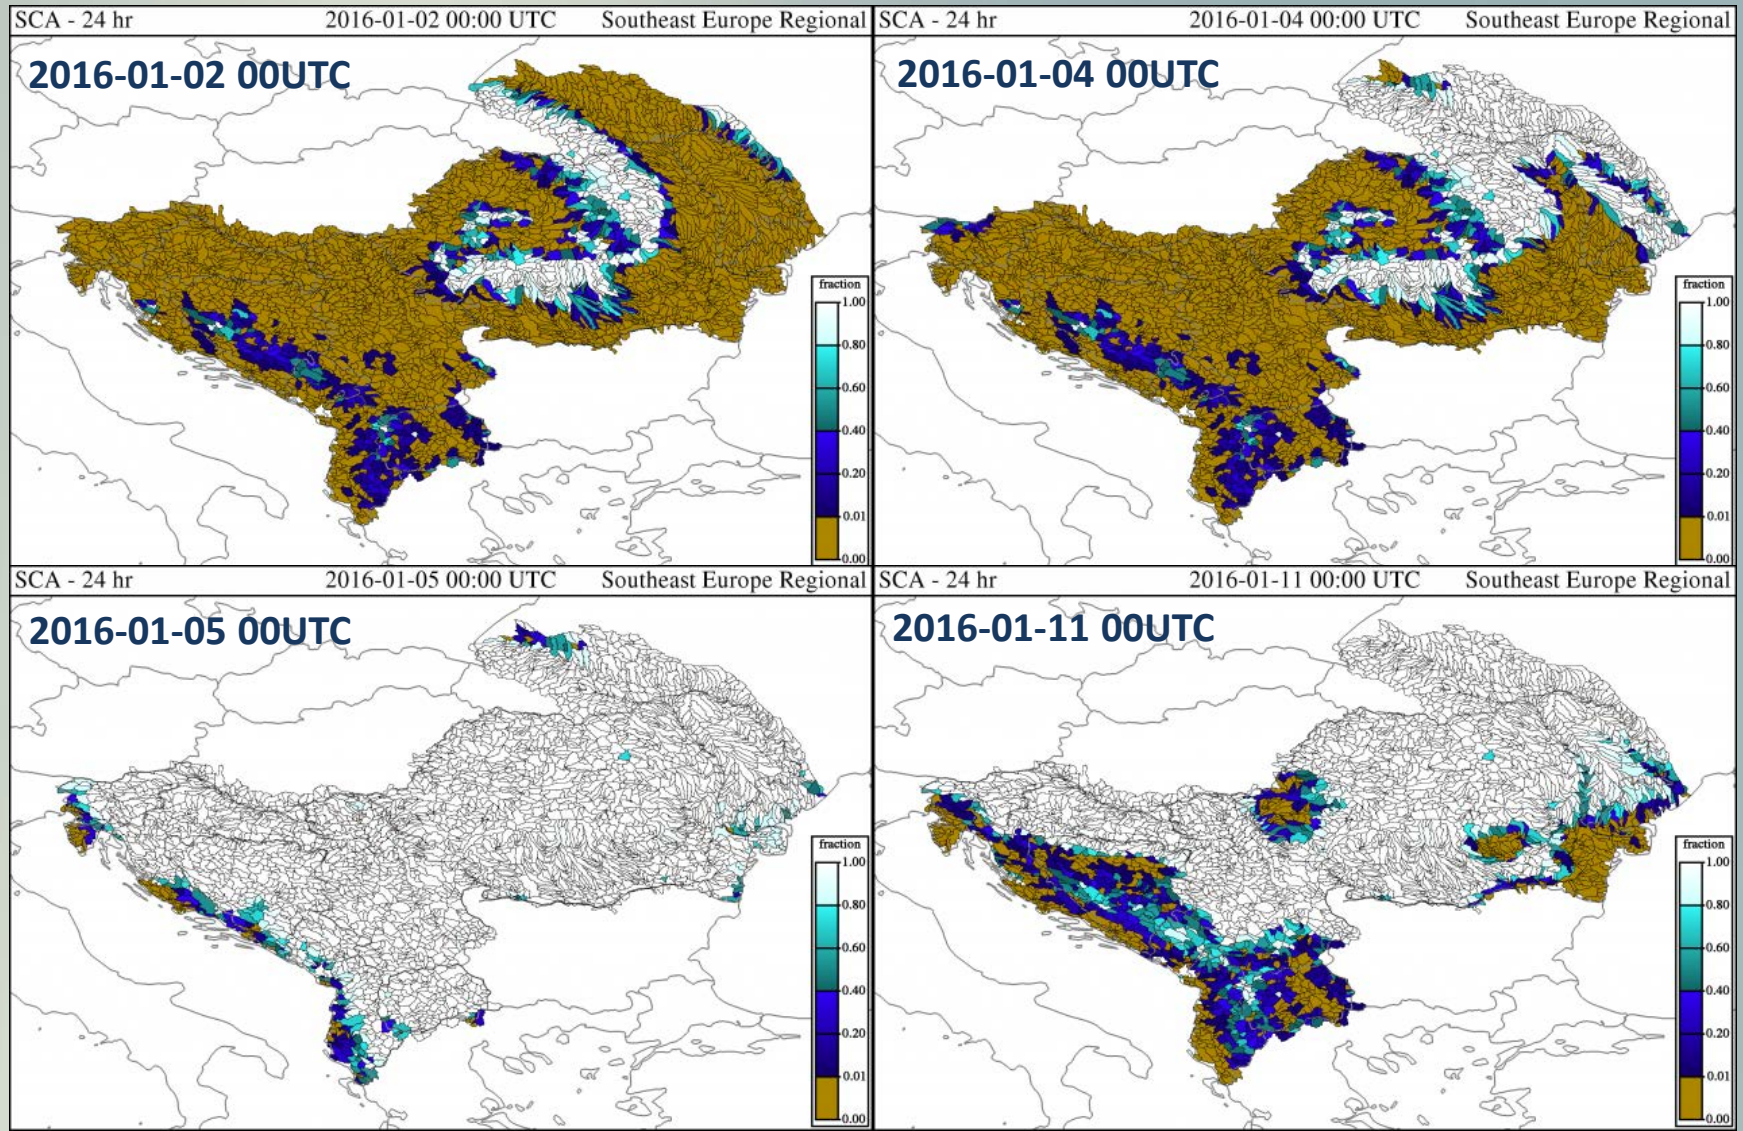 SCA - 24 hr 2016-01-02 00:00 UTC Southeast Europe Regional
2016-01-02 00UTC
fraction
1.00
0.80
0.60
0.40
0.20
0.01
0.00
SCA - 24 hr 2016-01-04 00:00 UTC Southeast Europe Regional
2016-01-04 00UTC
fraction
1.00
0.80
0.60
0.40
0.20
0.01
0.00
SCA - 24 hr 2016-01-05 00:00 UTC Southeast Europe Regional
2016-01-05 00UTC
fraction
1.00
0.80
0.60
0.40
0.20
0.01
0.00
SCA - 24 hr 2016-01-11 00:00 UTC Southeast Europe Regional
2016-01-11 00UTC
fraction
1.00
0.80
0.60
0.40
0.20
0.01
0.00